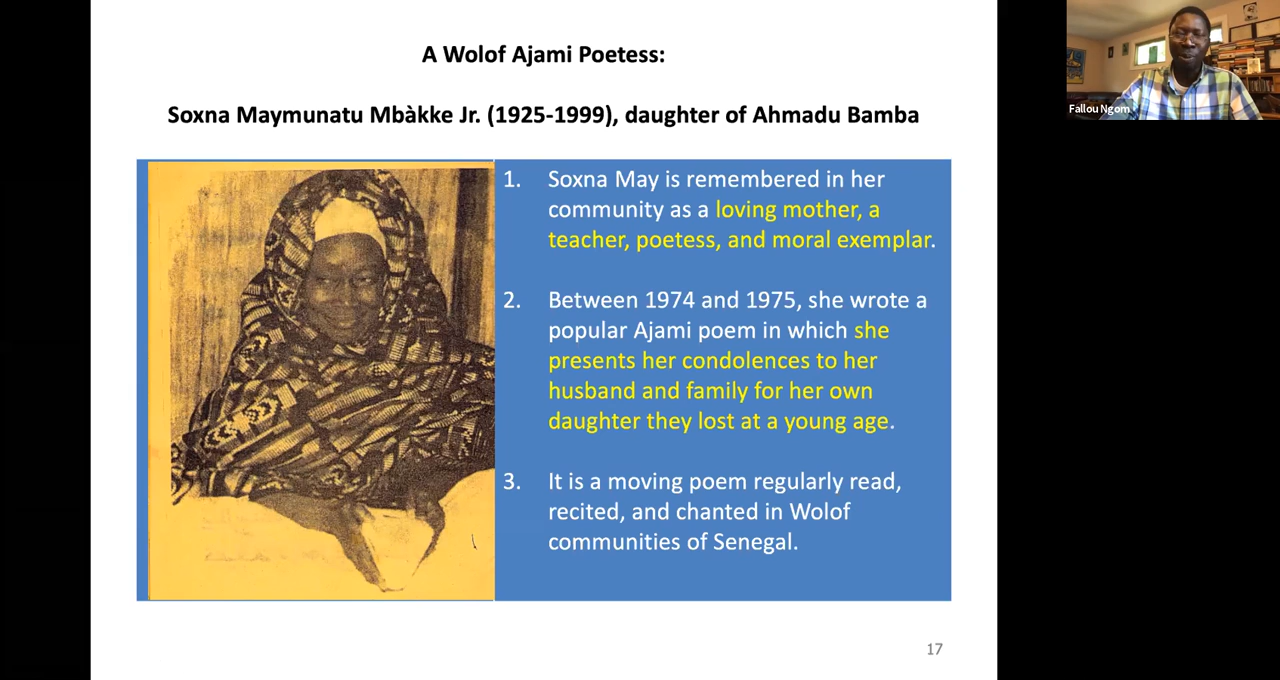 A Wolof Ajami Poetess:
Soxna Maymunatu Mbàkke Jr. (1925-1999), daughter of Ahmadu Bamba
1. Soxna May is remembered in her
community as a loving mother, a
teacher, poetess, and moral exemplar.
2. Between 1974 and 1975, she wrote a
popular Ajami poem in which she
presents her condolences to her
husband and family for her own
daughter they lost at a young age.
3. It is a moving poem regularly read,
recited, and chanted in Wolof
communities of Senegal.
17
Fallou Ngom